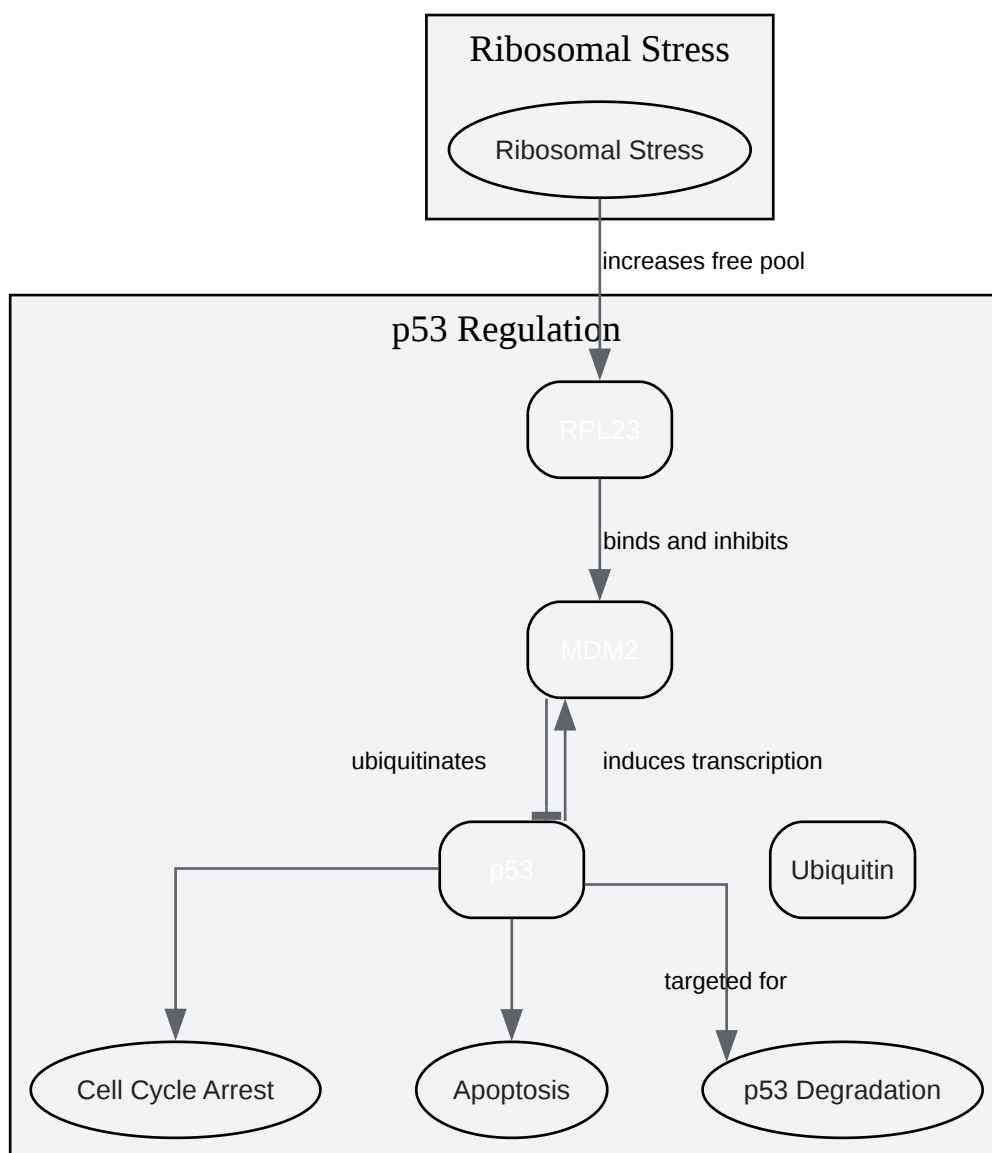 Ribosomal Stress
Ribosomal Stress
increases free pool
p53 Regulation
RPL23
binds and inhibits
MDM2
ubiquitinates
induces transcription
p53
Ubiquitin
targeted for
Cell Cycle Arrest
Apoptosis
p53 Degradation